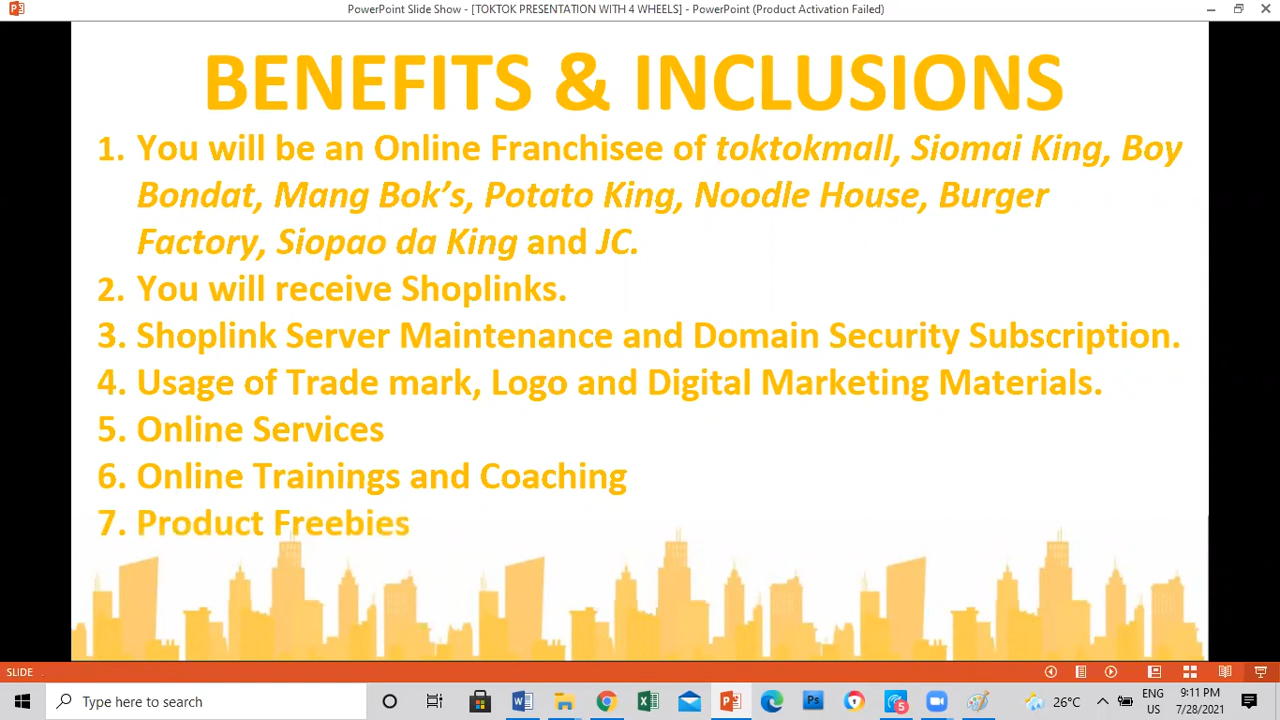 PowerPoint Slide Show - [TOKTOK PRESENTATION WITH 4 WHEELS] - PowerPoint (Product Activation Failed)
BENEFITS & INCLUSIONS
1. You will be an Online Franchisee of toktokmall, Siomai King, Boy
Bondat, Mang Bok's, Potato King, Noodle House, Burger
Factory, Siopao da King and JC.
2. You will receive Shoplinks.
3. Shoplink Server Maintenance and Domain Security Subscription.
4. Usage of Trade mark, Logo and Digital Marketing Materials.
5. Online Services
6. Online Trainings and Coaching
7. Product Freebies
SLIDE
Type here to search
5
26°C
ENG
US
9:11 PM
7/28/2021